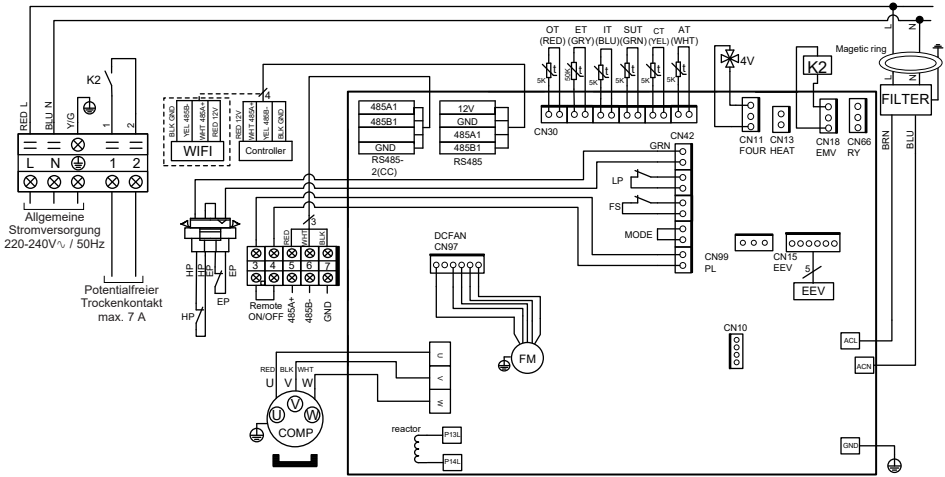 RED L
BLU N
Y/G
K2
1
2
L N 1 2
Allgemeine
Stromversorgung
220-240V∿ / 50Hz
Potentialfreier
Trockenkontakt
max. 7 A
BLK GND
YEL 485B-
WHT 485A+
RED 12V
WIFI
4
RED 12V
WHT 485A+
YEL 485B-
BLK GND
Controller
485A1
485B1
GND
RS485-
2(CC)
12V
GND
485A1
485B1
RS485
OT
(RED)
ET
(GRY)
IT
(BLU)
SUT
(GRN)
CT
(YEL)
AT
(WHT)
t
5K
t
50K
t
5K
t
5K
t
5K
t
5K
CN30
4V
K2
CN11
FOUR
CN13
HEAT
CN18
EMV
CN66
RY
L
N
Magetic ring
L
N
FILTER
BRN
BLU
CN42
GRN
LP
FS
MODE
CN99
PL
CN15
EEV
5
EEV
CN10
HP
HP
EP
EP
HP
EP
3
RED
WHT
BLK
3 4 5 6 7
Remote
ON/OFF
485A+
485B-
GND
DCFAN
CN97
FM
RED BLK WHT
U V W
U
V
W
COMP
U
V
W
reactor
P13L
P14L
ACL
ACN
GND